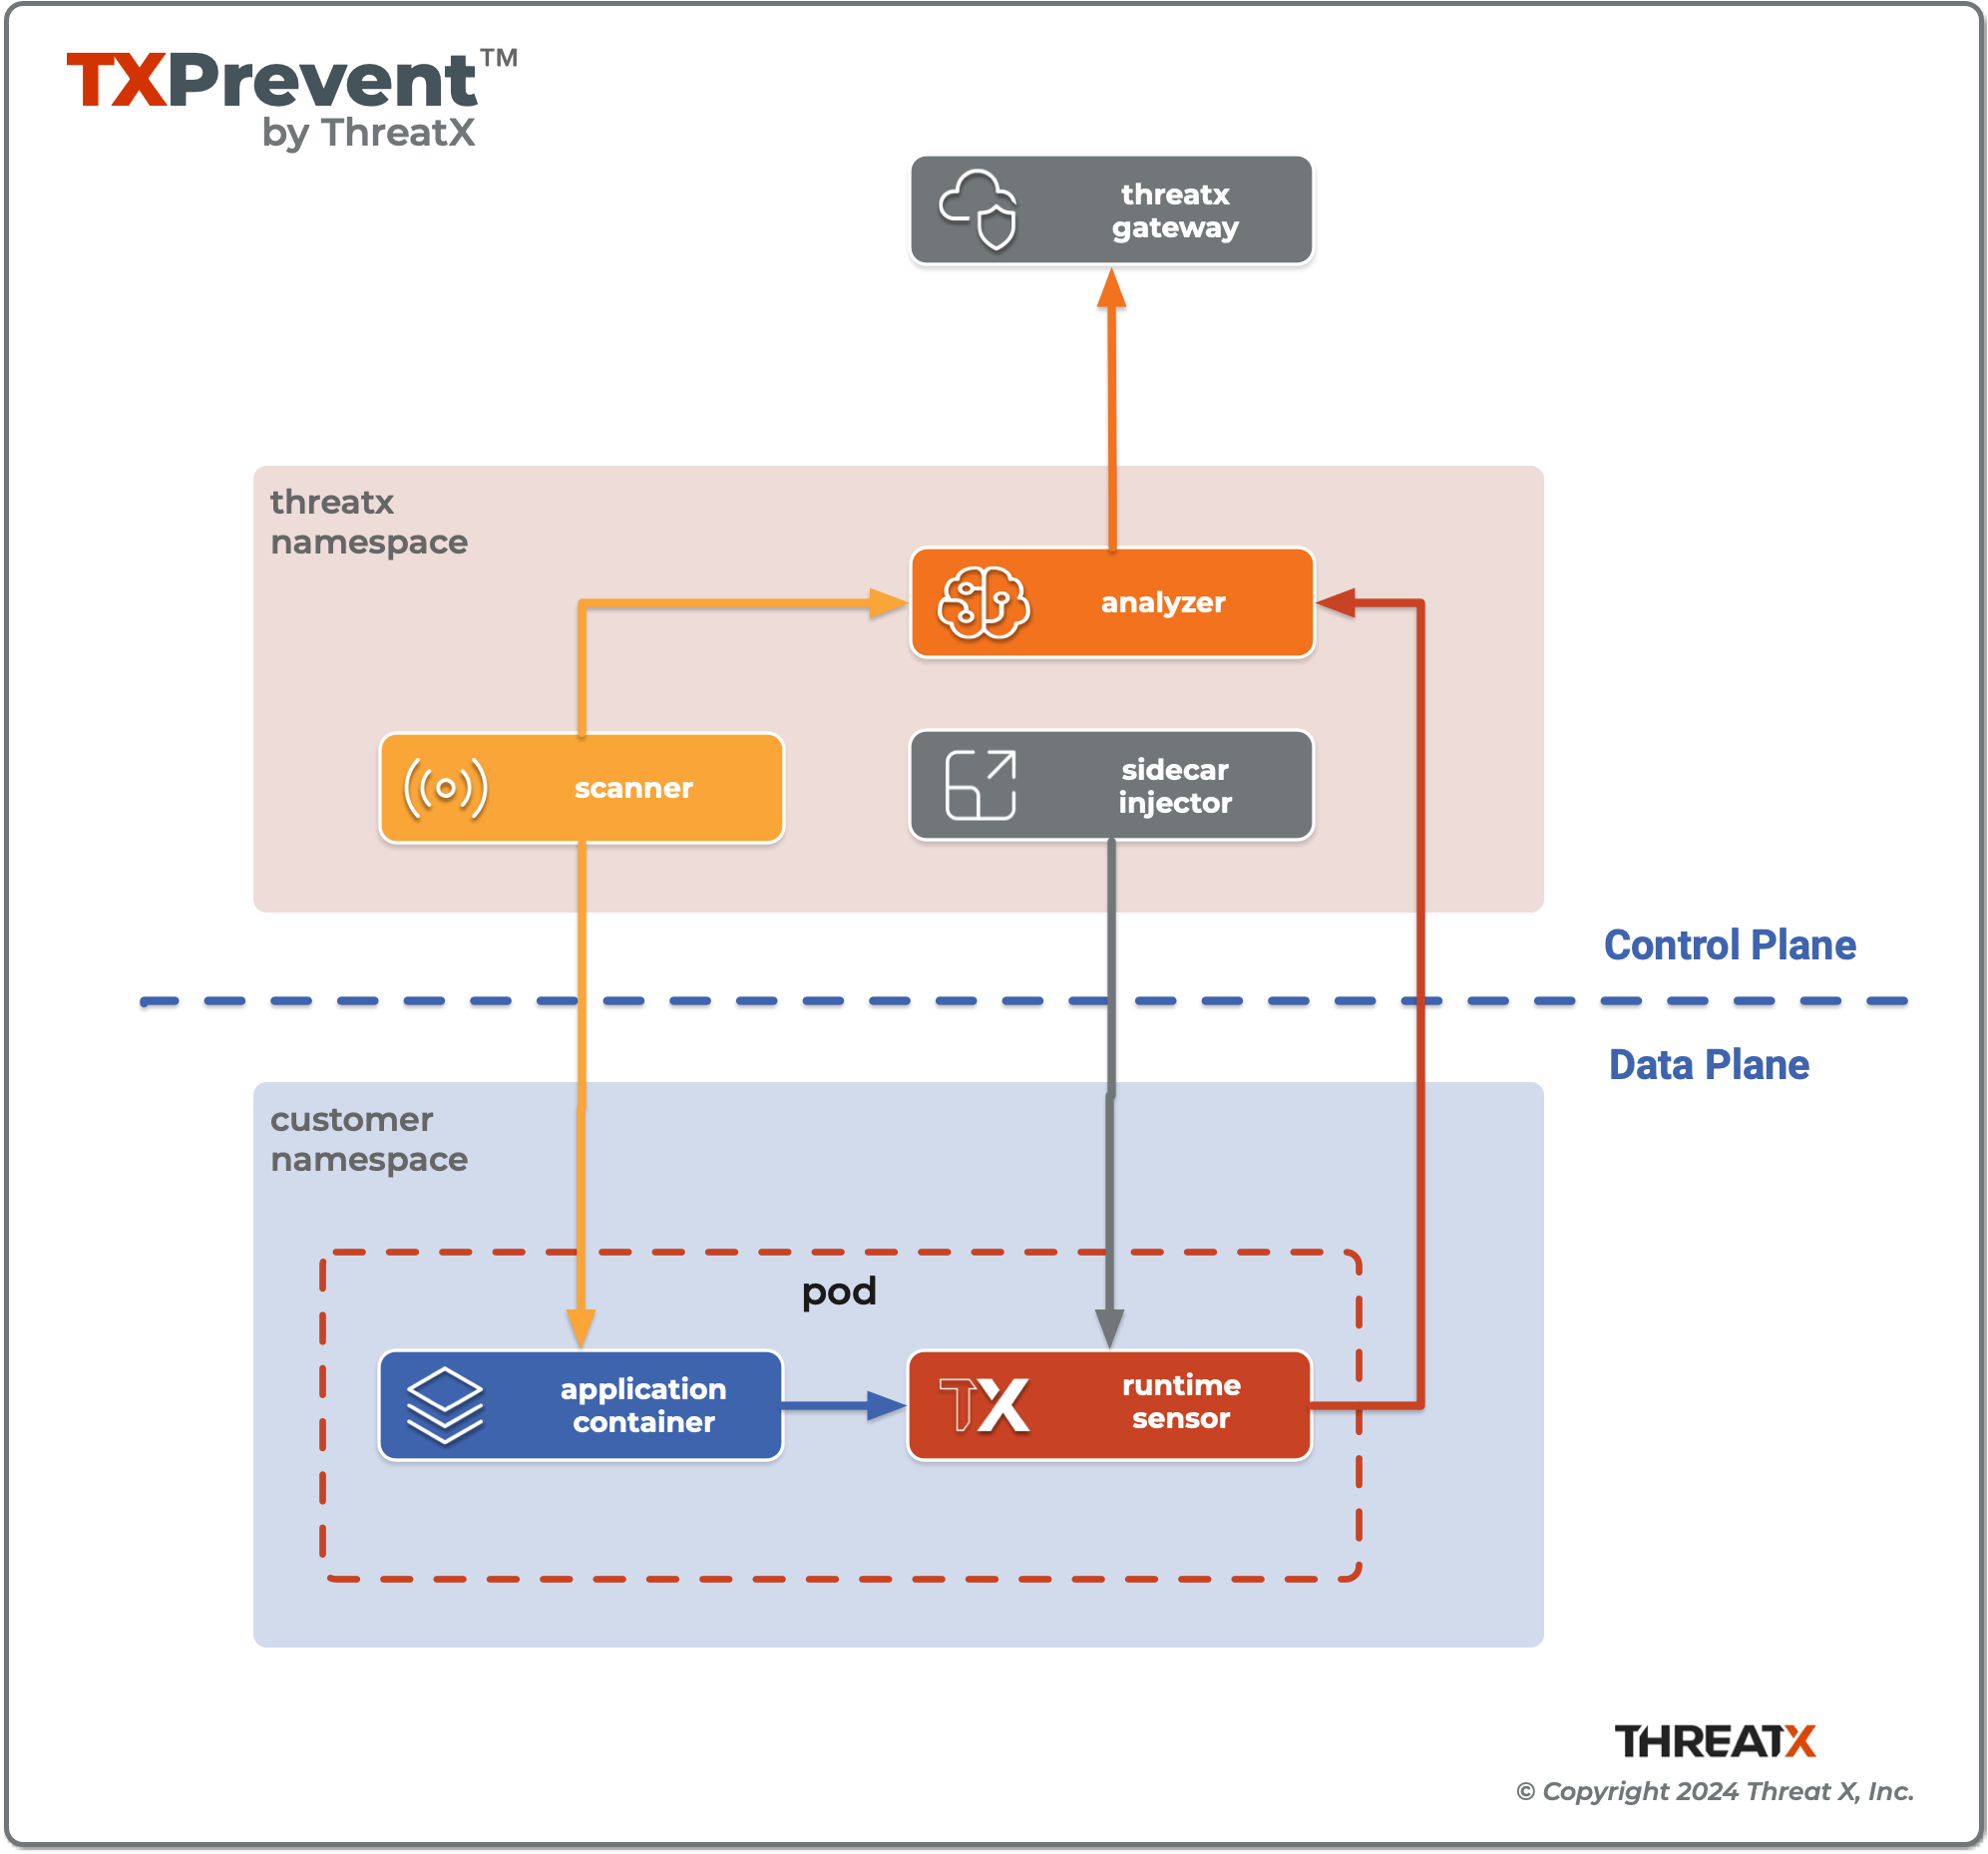 TXPrevent™
by ThreatX
threatx
gateway
threatx
namespace
analyzer
scanner
sidecar
injector
Control Plane
Data Plane
customer
namespace
pod
application
container
TX
runtime
sensor
THREATX
© Copyright 2024 Threat X, Inc.